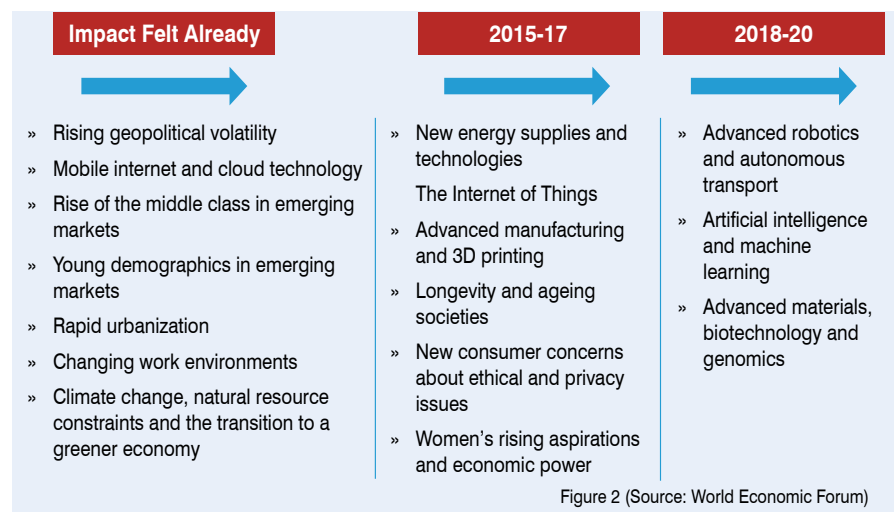 Impact Felt Already
» Rising geopolitical volatility
» Mobile internet and cloud technology
» Rise of the middle class in emerging
markets
» Young demographics in emerging
markets
» Rapid urbanization
» Changing work environments
» Climate change, natural resource
constraints and the transition to a
greener economy
2015-17
» New energy supplies and
technologies
The Internet of Things
» Advanced manufacturing
and 3D printing
» Longevity and ageing
societies
» New consumer concerns
about ethical and privacy
issues
» Women’s rising aspirations
and economic power
2018-20
» Advanced robotics
and autonomous
transport
» Artificial intelligence
and machine
learning
» Advanced materials,
biotechnology and
genomics
Figure 2 (Source: World Economic Forum)